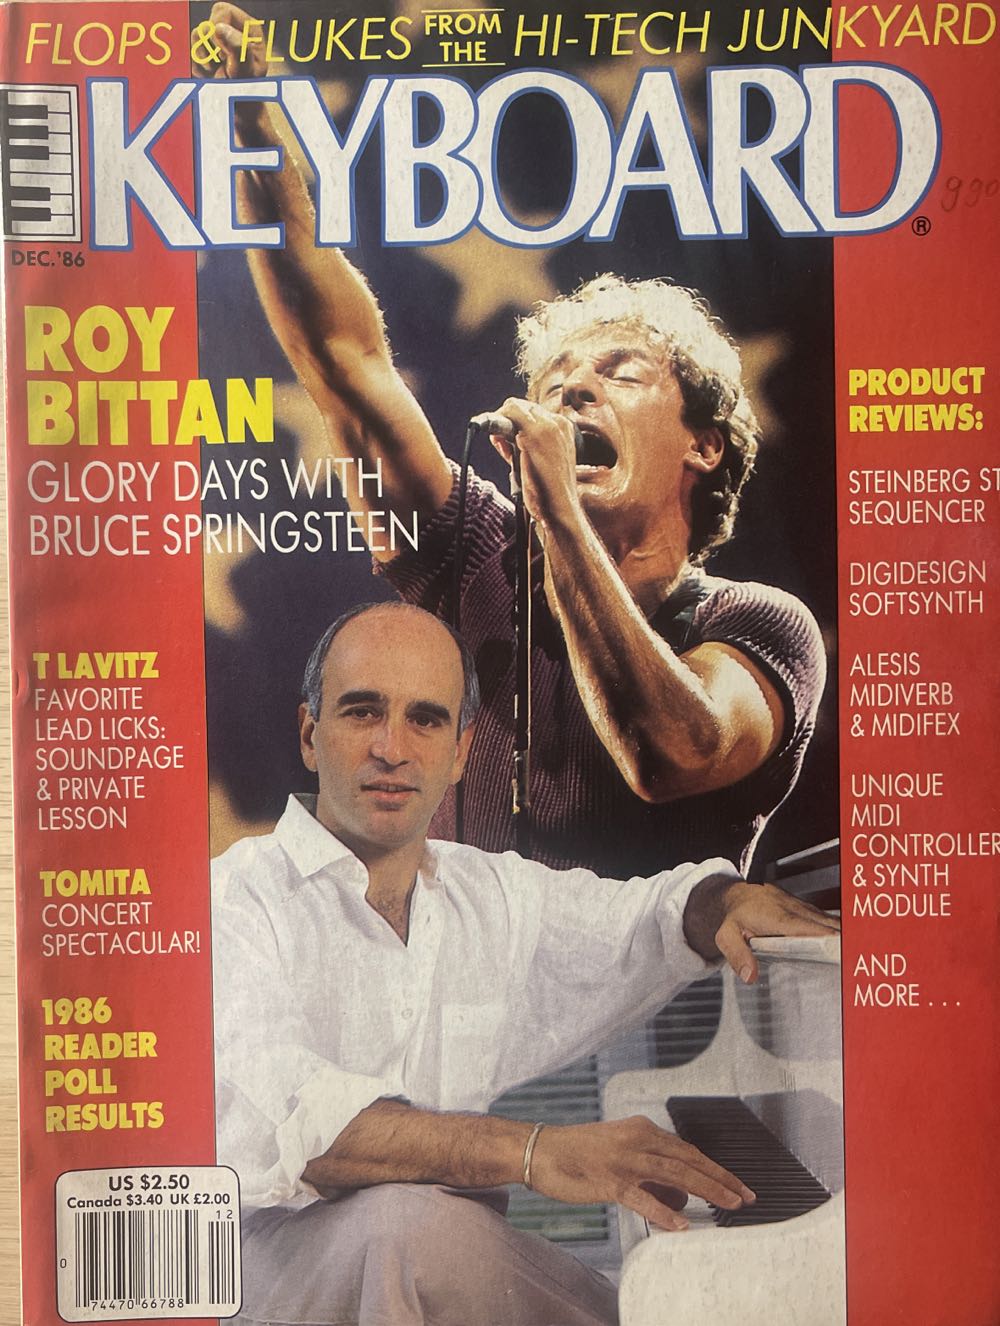 FLOPS & FLUKES FROM THE HI-TECH JUNKYARD
KEYBOARD®
DEC. '86
ROY
BITTAN
GLORY DAYS WITH
BRUCE SPRINGSTEEN
T LAVITZ
FAVORITE
LEAD LICKS:
SOUNDPAGE
& PRIVATE
LESSON
TOMITA
CONCERT
SPECTACULAR!
1986
READER
POLL
RESULTS
PRODUCT
REVIEWS:
STEINBERG ST
SEQUENCER
DIGIDESIGN
SOFTSYNTH
ALESIS
MIDIVERB
& MIDIFEX
UNIQUE
MIDI
CONTROLLER
& SYNTH
MODULE
AND
MORE . . .
US $2.50
Canada $3.40 UK £2.00
12
0
74470 66788